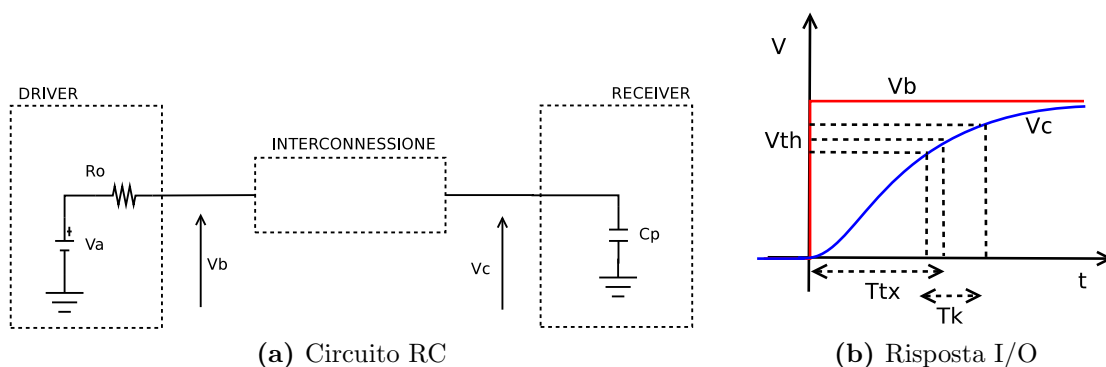 DRIVER
Ro
Va
Vb
INTERCONNESSIONE
RECEIVER
Vc
Cp
(a) Circuito RC
V
Vb
Vc
Vth
t
Ttx
Tk
(b) Risposta I/O